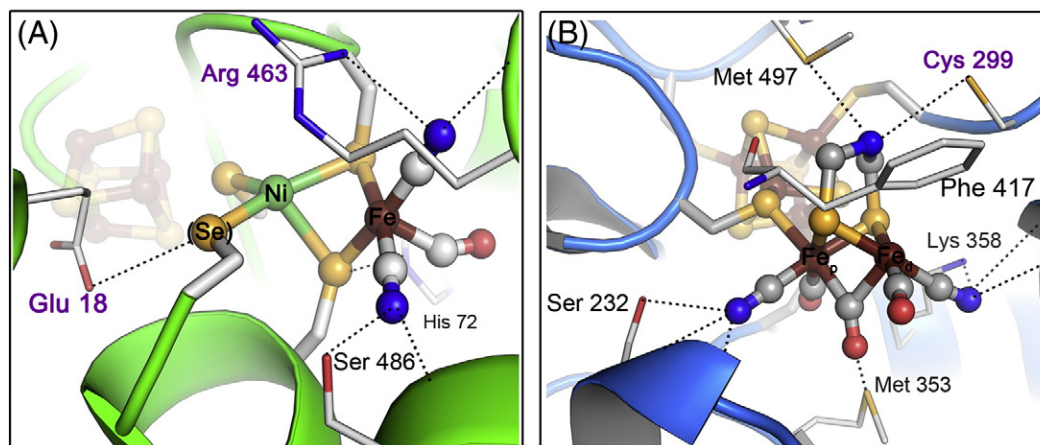 (A)
Arg 463
Ni
Fe
Se
Glu 18
His 72
Ser 486
(B)
Met 497
Cys 299
Phe 417
Lys 358
Feₚ
Fe_d
Ser 232
Met 353